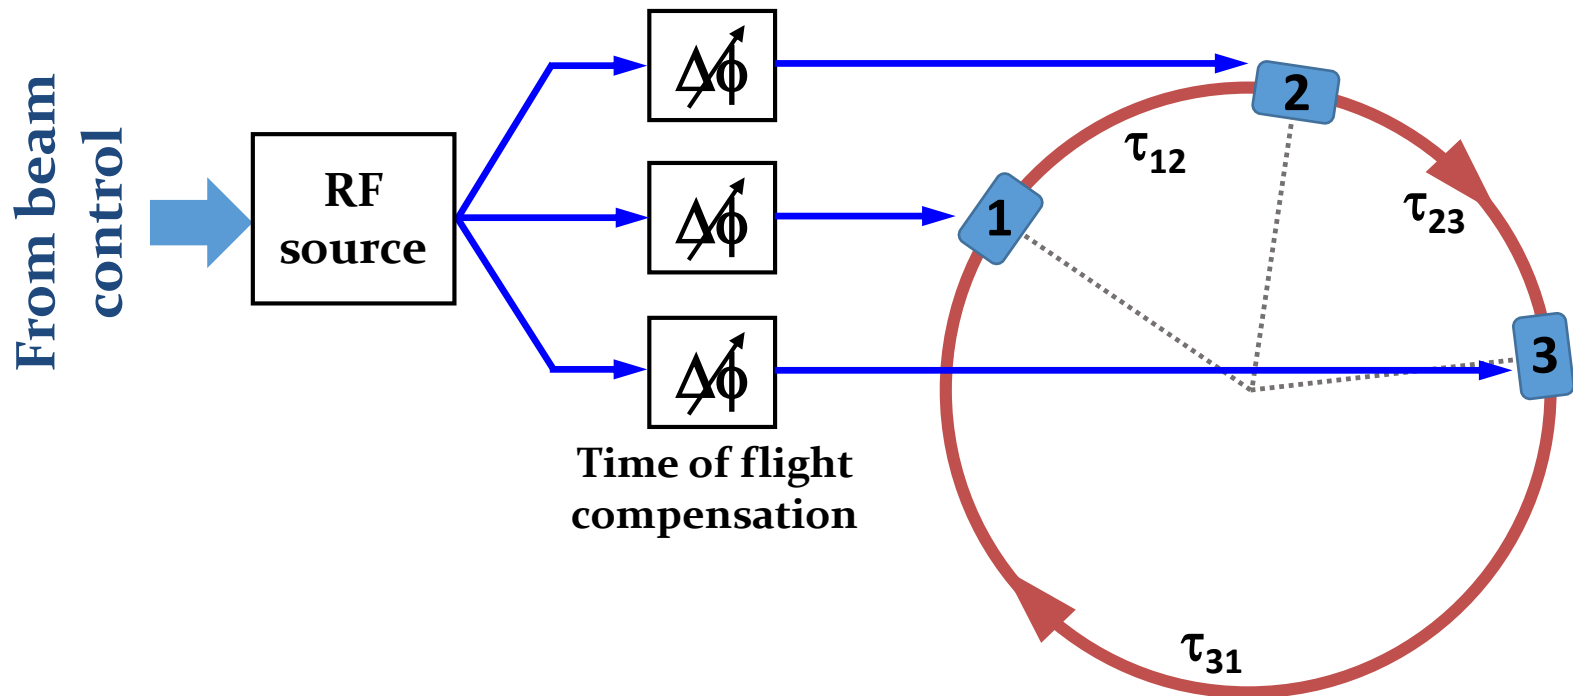 From beam
control
RF
source
Δϕ
Δϕ
Δϕ
Time of flight
compensation
1
2
3
τ₁₂
τ₂₃
τ₃₁